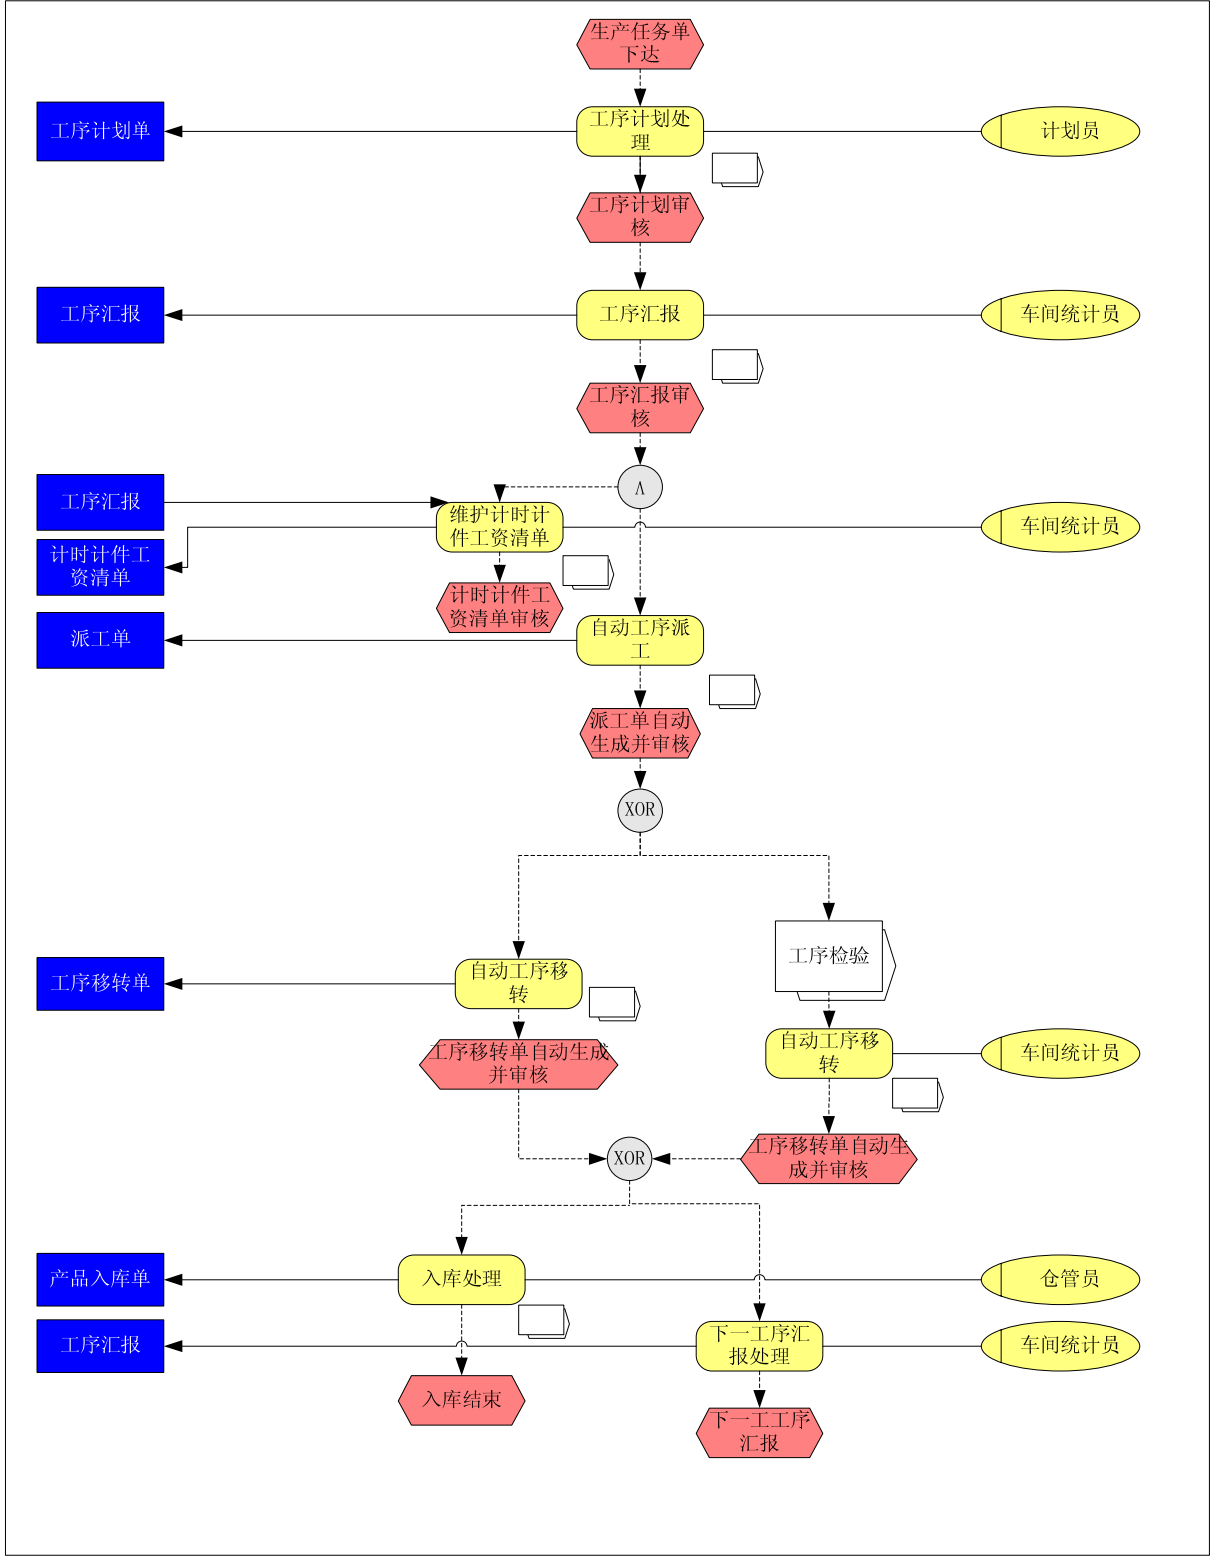 生产任务单
下达
工序计划单
工序计划处
理
计划员
工序计划审
核
工序汇报
工序汇报
车间统计员
工序汇报审
核
Λ
工序汇报
维护计时计
件工资清单
车间统计员
计时计件工
资清单
计时计件工
资清单审核
派工单
自动工序派
工
派工单自动
生成并审核
XOR
工序检验
工序移转单
自动工序移
转
自动工序移
转
车间统计员
工序移转单自动生成
并审核
XOR
工序移转单自动生
成并审核
产品入库单
入库处理
仓管员
工序汇报
下一工序汇
报处理
车间统计员
入库结束
下一工工序
汇报